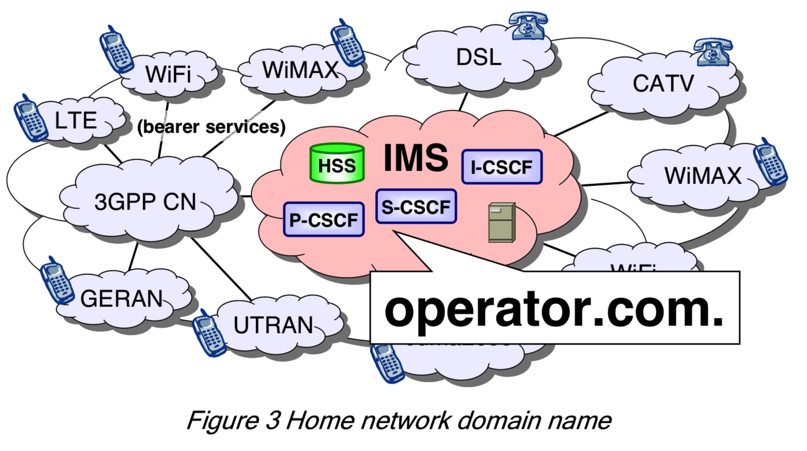 DSL
WiFi
WiMAX
CATV
LTE
(bearer services)
HSS
IMS
I-CSCF
WiMAX
3GPP CN
P-CSCF
S-CSCF
WiFi
GERAN
operator.com.
UTRAN
Figure 3 Home network domain name